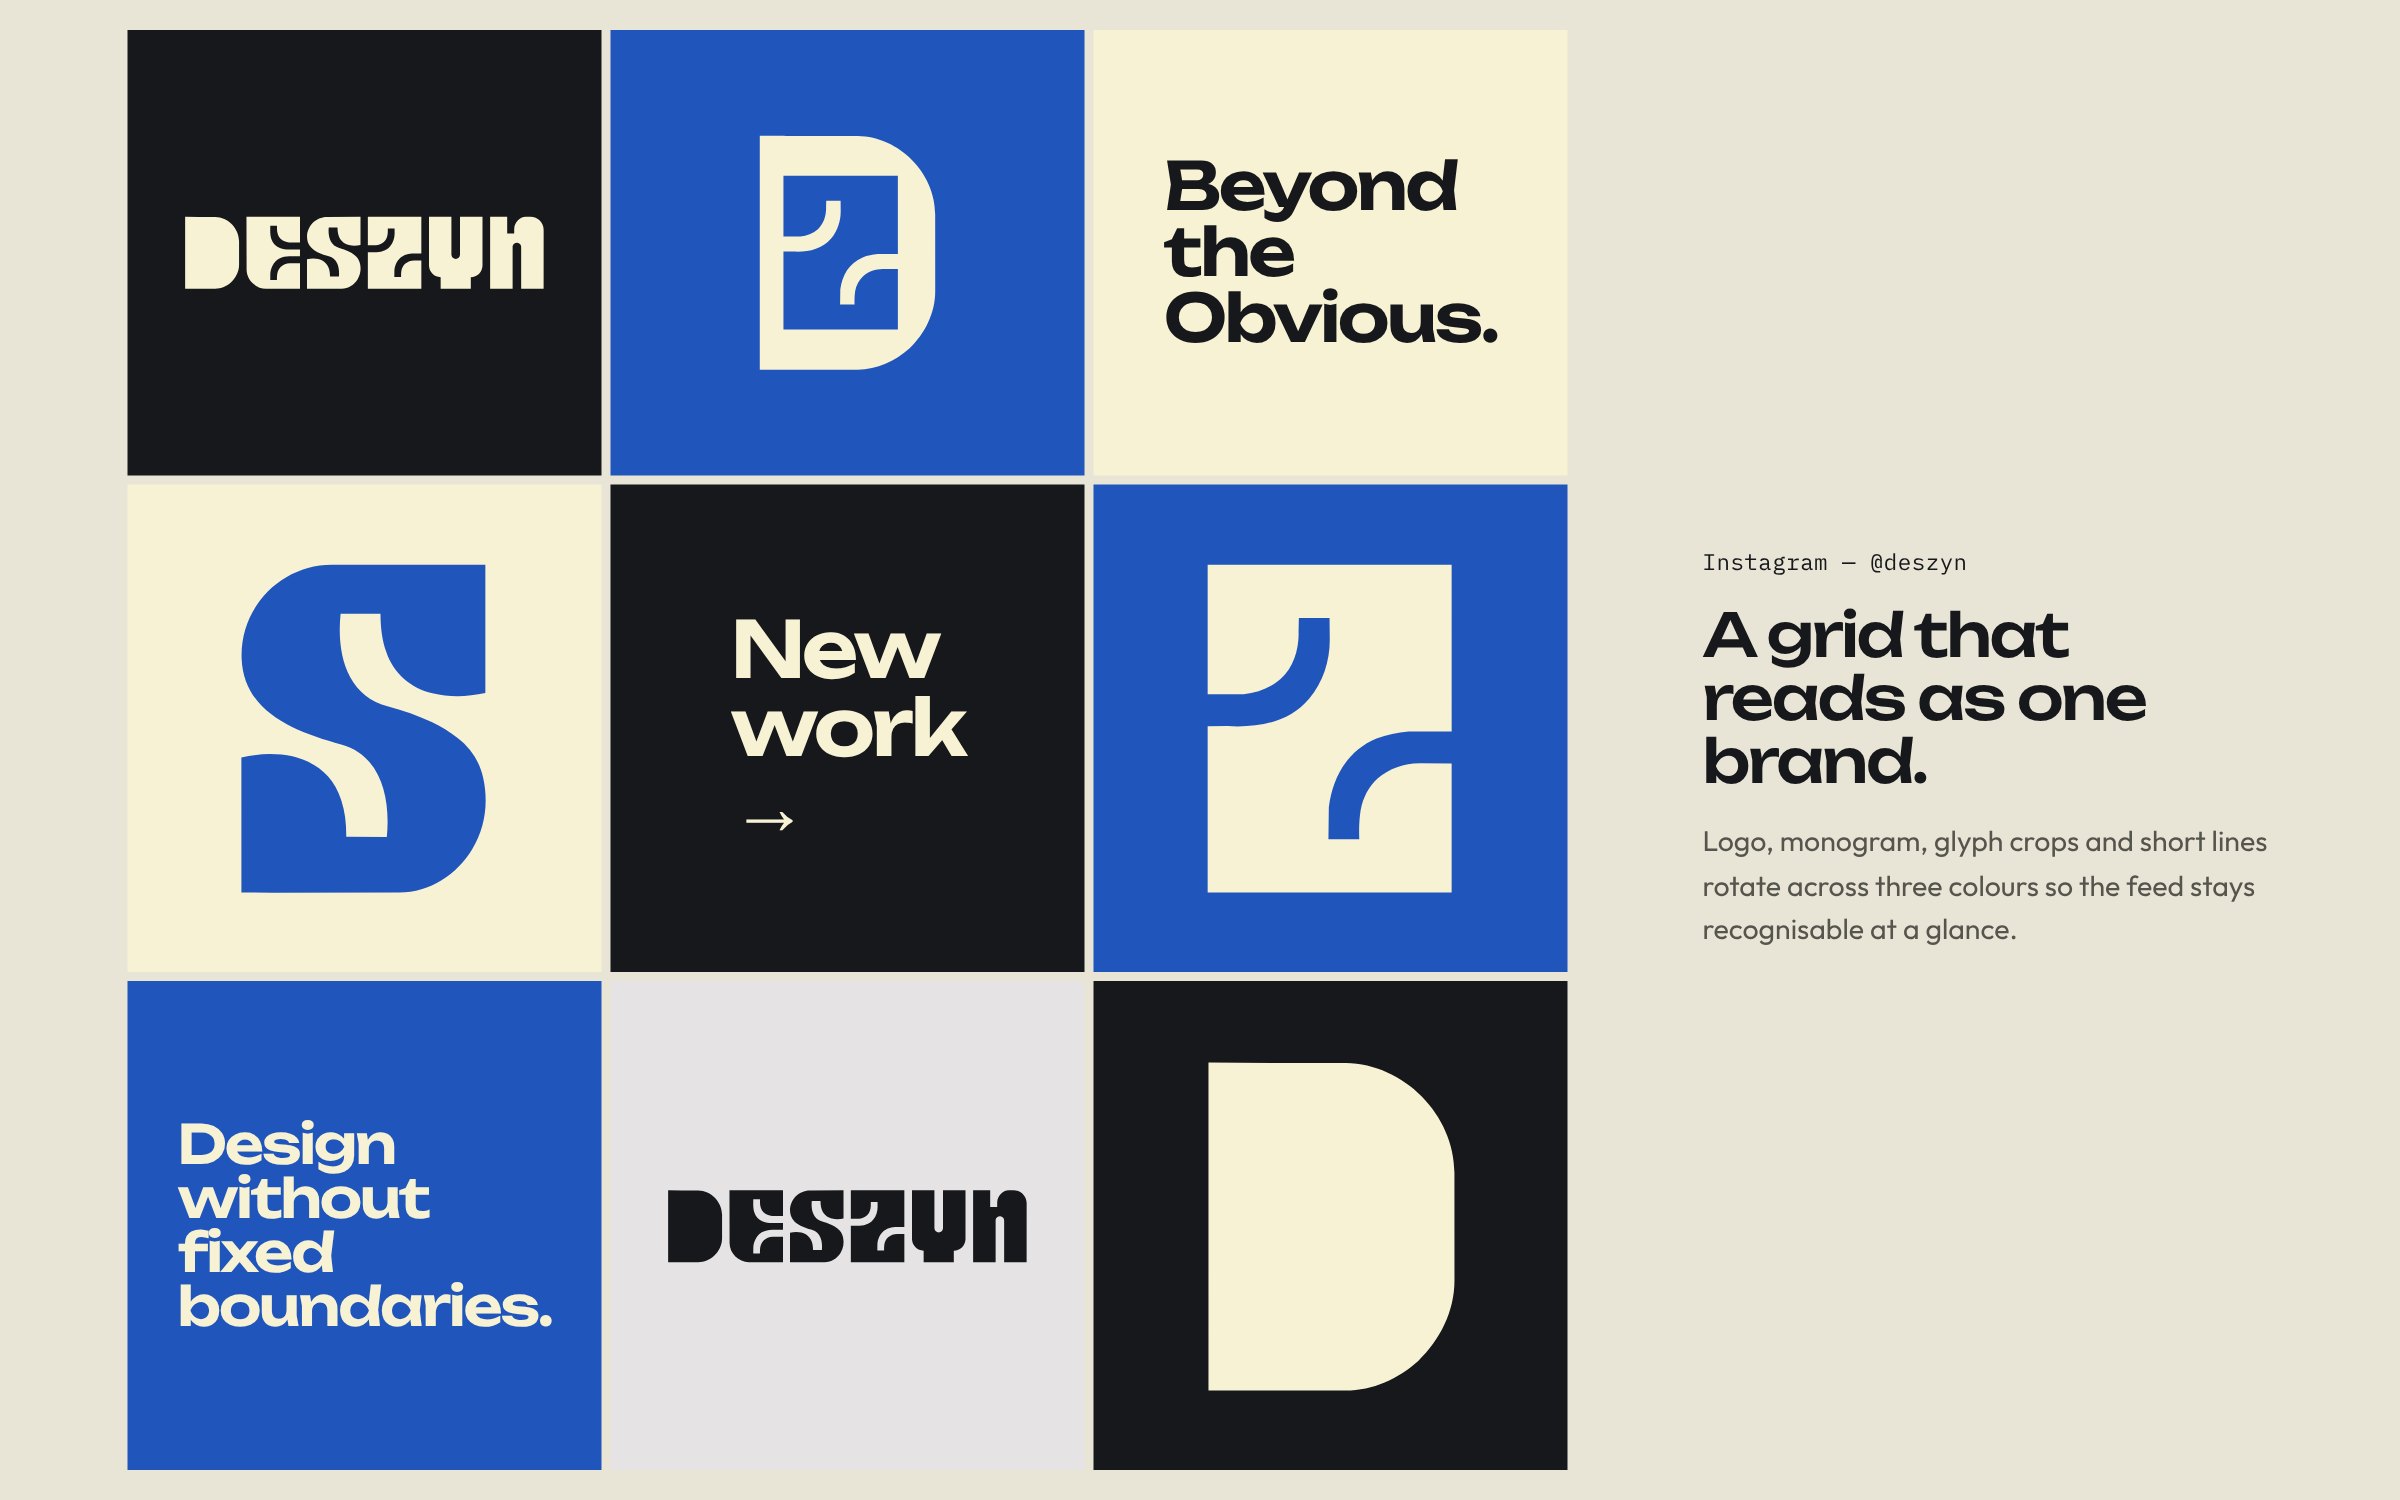 DESZYn
D
Z
Beyond
the
Obvious.
S
New
work
→
Z
Instagram — @deszyn
A grid that
reads as one
brand.
Logo, monogram, glyph crops and short lines
rotate across three colours so the feed stays
recognisable at a glance.
Design
without
fixed
boundaries.
DESZYn
D